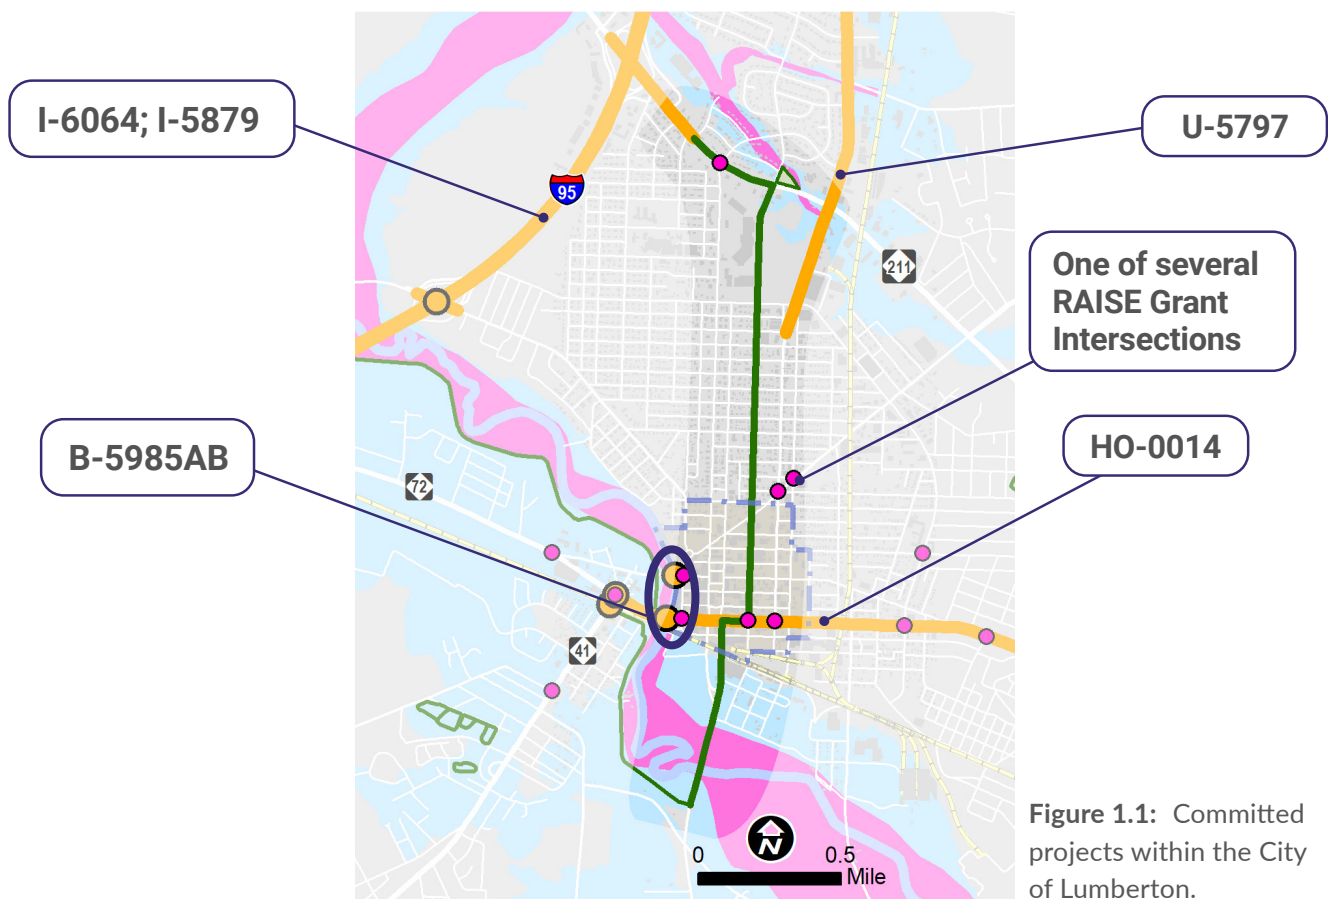 I-6064; I-5879
U-5797
95
211
One of several
RAISE Grant
Intersections
B-5985AB
HO-0014
72
41
N
0 0.5
Mile
Figure 1.1: Committed
projects within the City
of Lumberton.